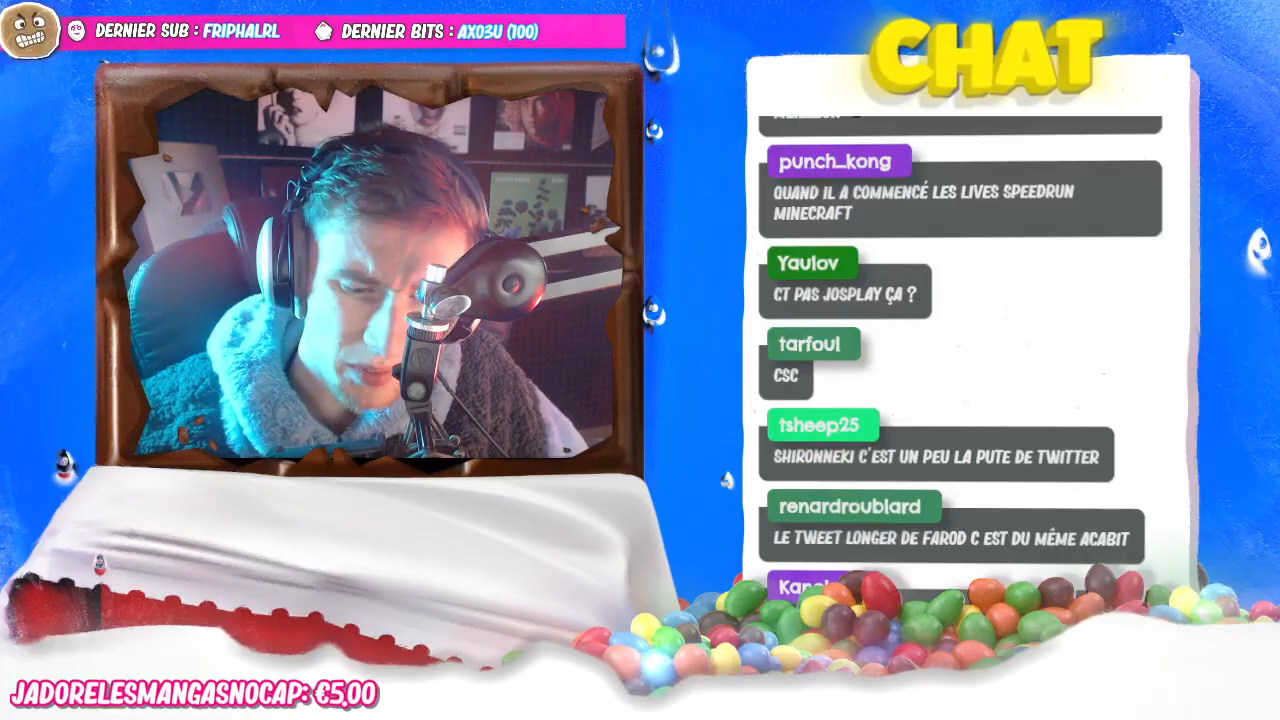 DERNIER SUB : FRIPHALRL
DERNIER BITS : AXO3U (100)
CHAT
punch_kong
QUAND IL A COMMENCÉ LES LIVES SPEEDRUN
MINECRAFT
Yaulov
CT PAS JOSPLAY ÇA ?
tarfoul
CSC
tsheep25
SHIRONNEKI C'EST UN PEU LA PUTE DE TWITTER
renardroublard
LE TWEET LONGER DE FAROD C EST DU MÊME ACABIT
JADORELESMANGASNOCAP: €5,00